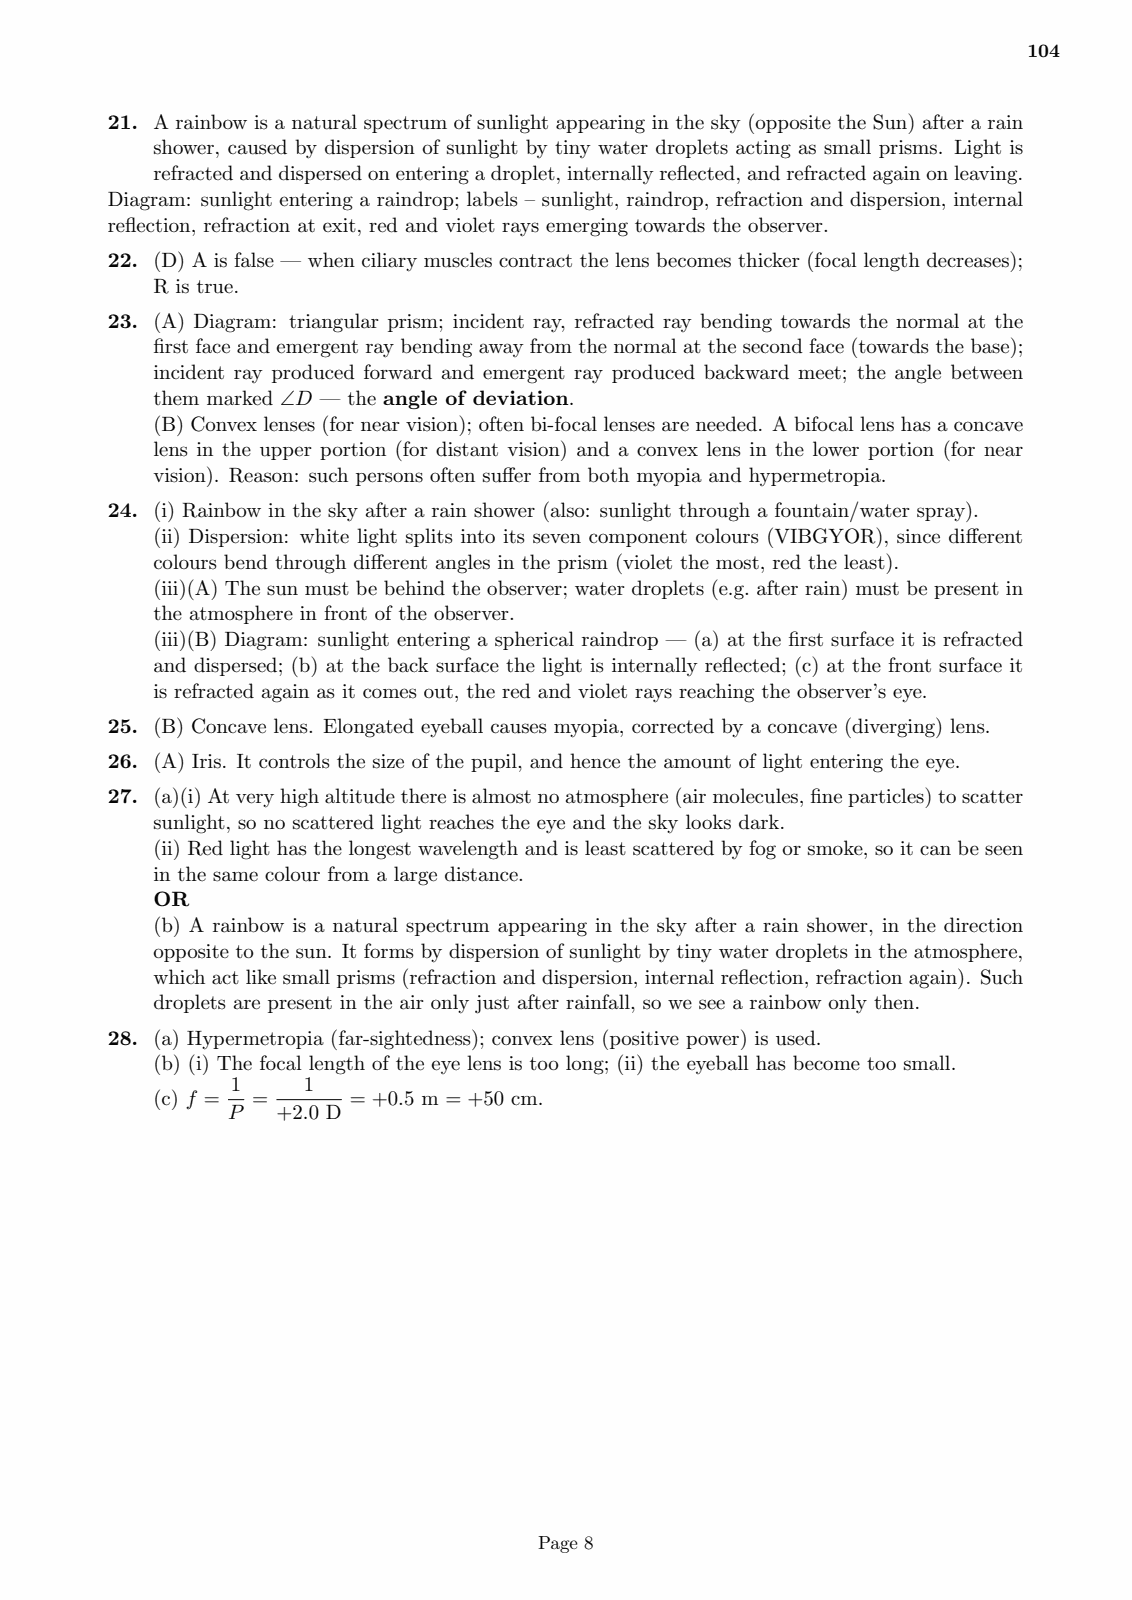 104
21. A rainbow is a natural spectrum of sunlight appearing in the sky (opposite the Sun) after a rain
shower, caused by dispersion of sunlight by tiny water droplets acting as small prisms. Light is
refracted and dispersed on entering a droplet, internally reflected, and refracted again on leaving.
Diagram: sunlight entering a raindrop; labels – sunlight, raindrop, refraction and dispersion, internal
reflection, refraction at exit, red and violet rays emerging towards the observer.
22. (D) A is false — when ciliary muscles contract the lens becomes thicker (focal length decreases);
R is true.
23. (A) Diagram: triangular prism; incident ray, refracted ray bending towards the normal at the
first face and emergent ray bending away from the normal at the second face (towards the base);
incident ray produced forward and emergent ray produced backward meet; the angle between
them marked ∠D — the angle of deviation.
(B) Convex lenses (for near vision); often bi-focal lenses are needed. A bifocal lens has a concave
lens in the upper portion (for distant vision) and a convex lens in the lower portion (for near
vision). Reason: such persons often suffer from both myopia and hypermetropia.
24. (i) Rainbow in the sky after a rain shower (also: sunlight through a fountain/water spray).
(ii) Dispersion: white light splits into its seven component colours (VIBGYOR), since different
colours bend through different angles in the prism (violet the most, red the least).
(iii)(A) The sun must be behind the observer; water droplets (e.g. after rain) must be present in
the atmosphere in front of the observer.
(iii)(B) Diagram: sunlight entering a spherical raindrop — (a) at the first surface it is refracted
and dispersed; (b) at the back surface the light is internally reflected; (c) at the front surface it
is refracted again as it comes out, the red and violet rays reaching the observer's eye.
25. (B) Concave lens. Elongated eyeball causes myopia, corrected by a concave (diverging) lens.
26. (A) Iris. It controls the size of the pupil, and hence the amount of light entering the eye.
27. (a)(i) At very high altitude there is almost no atmosphere (air molecules, fine particles) to scatter
sunlight, so no scattered light reaches the eye and the sky looks dark.
(ii) Red light has the longest wavelength and is least scattered by fog or smoke, so it can be seen
in the same colour from a large distance.
OR
(b) A rainbow is a natural spectrum appearing in the sky after a rain shower, in the direction
opposite to the sun. It forms by dispersion of sunlight by tiny water droplets in the atmosphere,
which act like small prisms (refraction and dispersion, internal reflection, refraction again). Such
droplets are present in the air only just after rainfall, so we see a rainbow only then.
28. (a) Hypermetropia (far-sightedness); convex lens (positive power) is used.
(b) (i) The focal length of the eye lens is too long; (ii) the eyeball has become too small.
(c) f = 1/P = 1/+2.0 D = +0.5 m = +50 cm.
Page 8